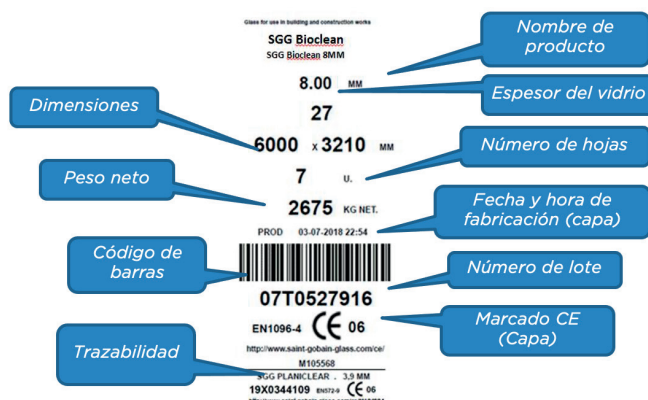 Glass for use in building and construction works
SGG Bioclean
SGG Bioclean 8MM
8.00 MM
27
6000 x 3210 MM
7 U.
2675 KG NET.
PROD 03-07-2018 22:54
07T0527916
EN1096-4 CE 06
http://www.saint-gobain-glass.com/ce/
M105568
SGG PLANICLEAR . 3,9 MM
19X0344109 EN572-9 CE 06
Dimensiones
Peso neto
Código de
barras
Trazabilidad
Nombre de
producto
Espesor del vidrio
Número de hojas
Fecha y hora de
fabricación (capa)
Número de lote
Marcado CE
(Capa)